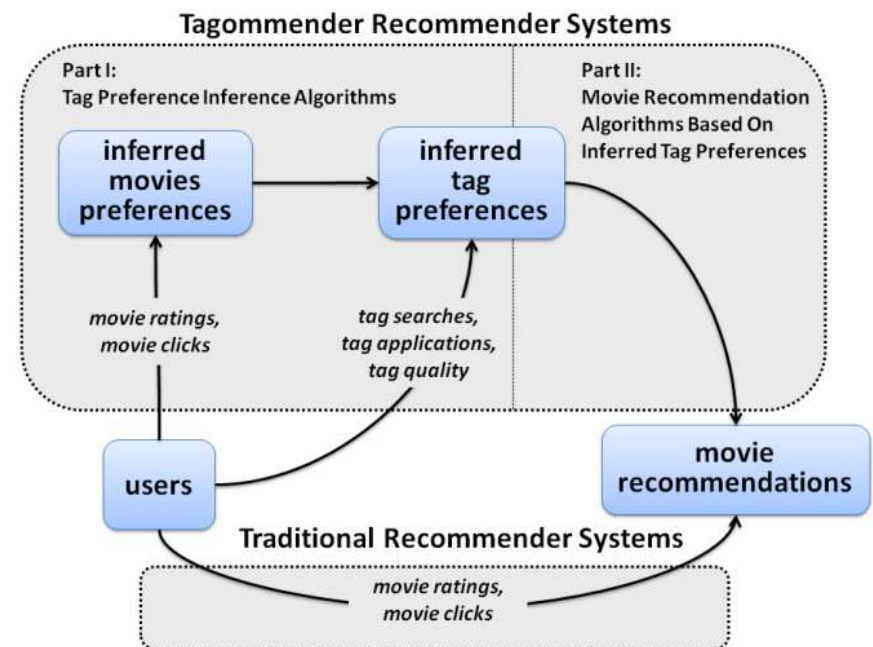 Tagommender Recommender Systems
Part I:
Tag Preference Inference Algorithms
Part II:
Movie Recommendation
Algorithms Based On
Inferred Tag Preferences
inferred
movies
preferences
inferred
tag
preferences
movie ratings,
movie clicks
tag searches,
tag applications,
tag quality
users
movie
recommendations
Traditional Recommender Systems
movie ratings,
movie clicks